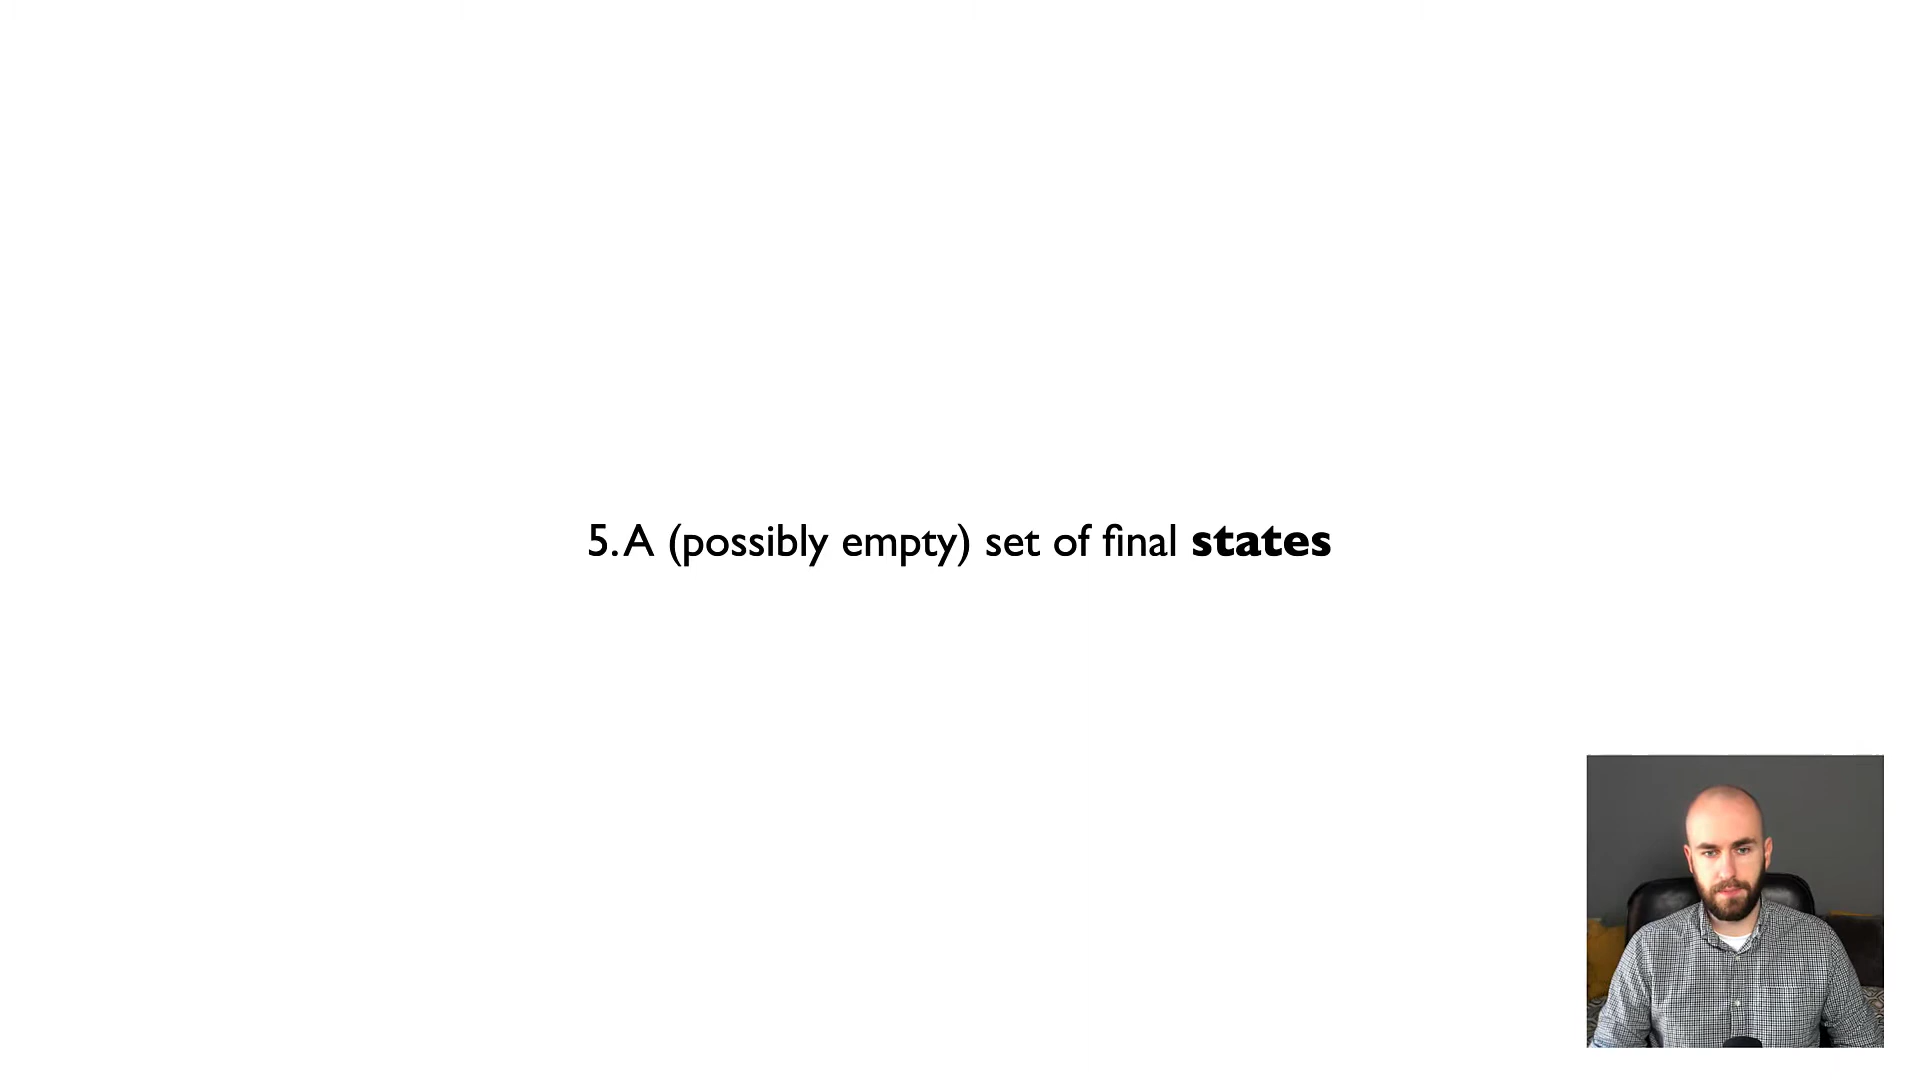 5. A (possibly empty) set of final states